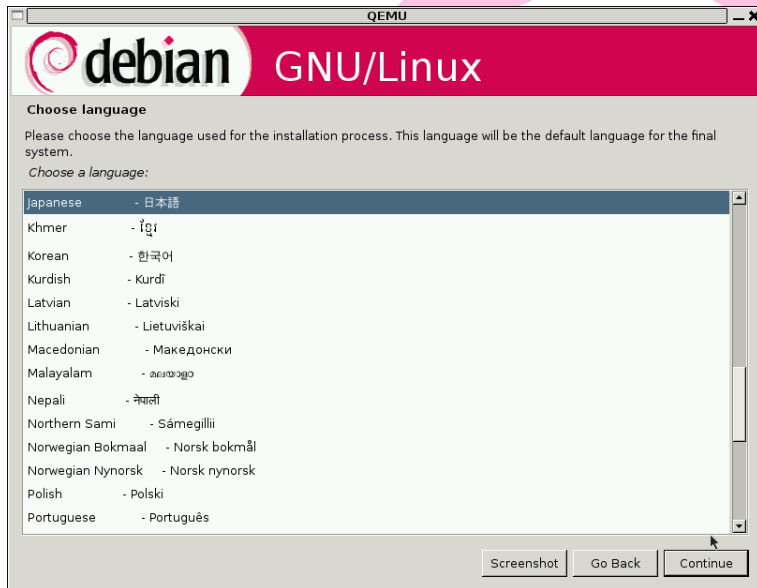 QEMU
debian GNU/Linux
Choose language
Please choose the language used for the installation process. This language will be the default language for the final
system.
Choose a language:
Japanese - 日本語
Khmer - ខ្មែរ
Korean - 한국어
Kurdish - Kurdî
Latvian - Latviski
Lithuanian - Lietuviškai
Macedonian - Македонски
Malayalam - മലയാളം
Nepali - नेपाली
Northern Sami - Sámegillii
Norwegian Bokmaal - Norsk bokmål
Norwegian Nynorsk - Norsk nynorsk
Polish - Polski
Portuguese - Português
Screenshot Go Back Continue